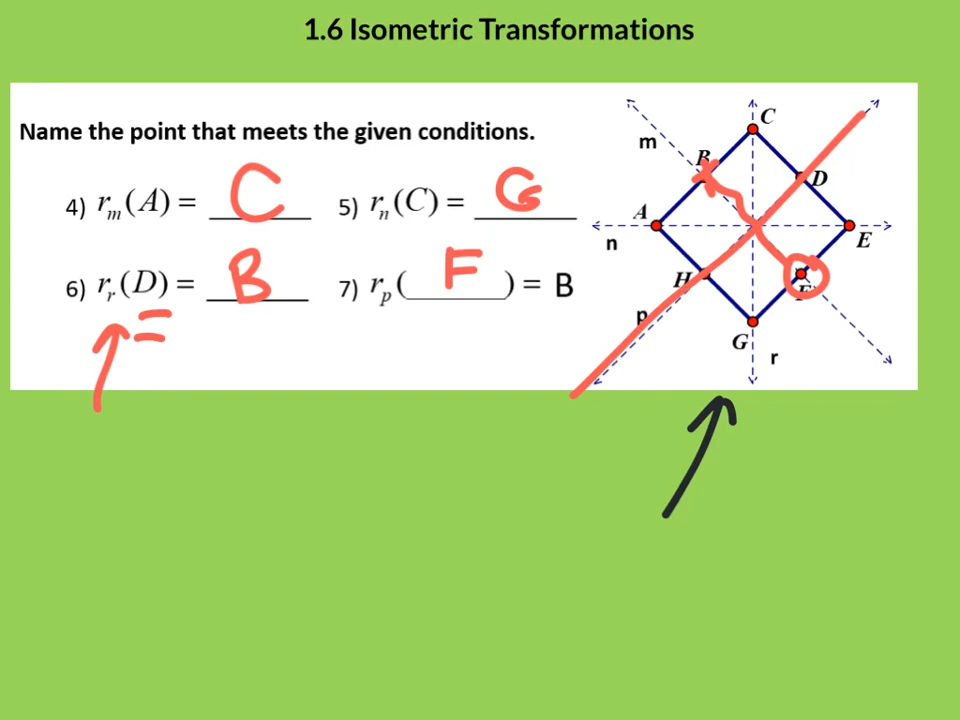 1.6 Isometric Transformations
Name the point that meets the given conditions.
4) r_m (A) = C
5) r_n (C) = G
6) r_r (D) = B
7) r_p ( F ) = B
=
C
m
B
D
A
E
n
H
F
p
G
r